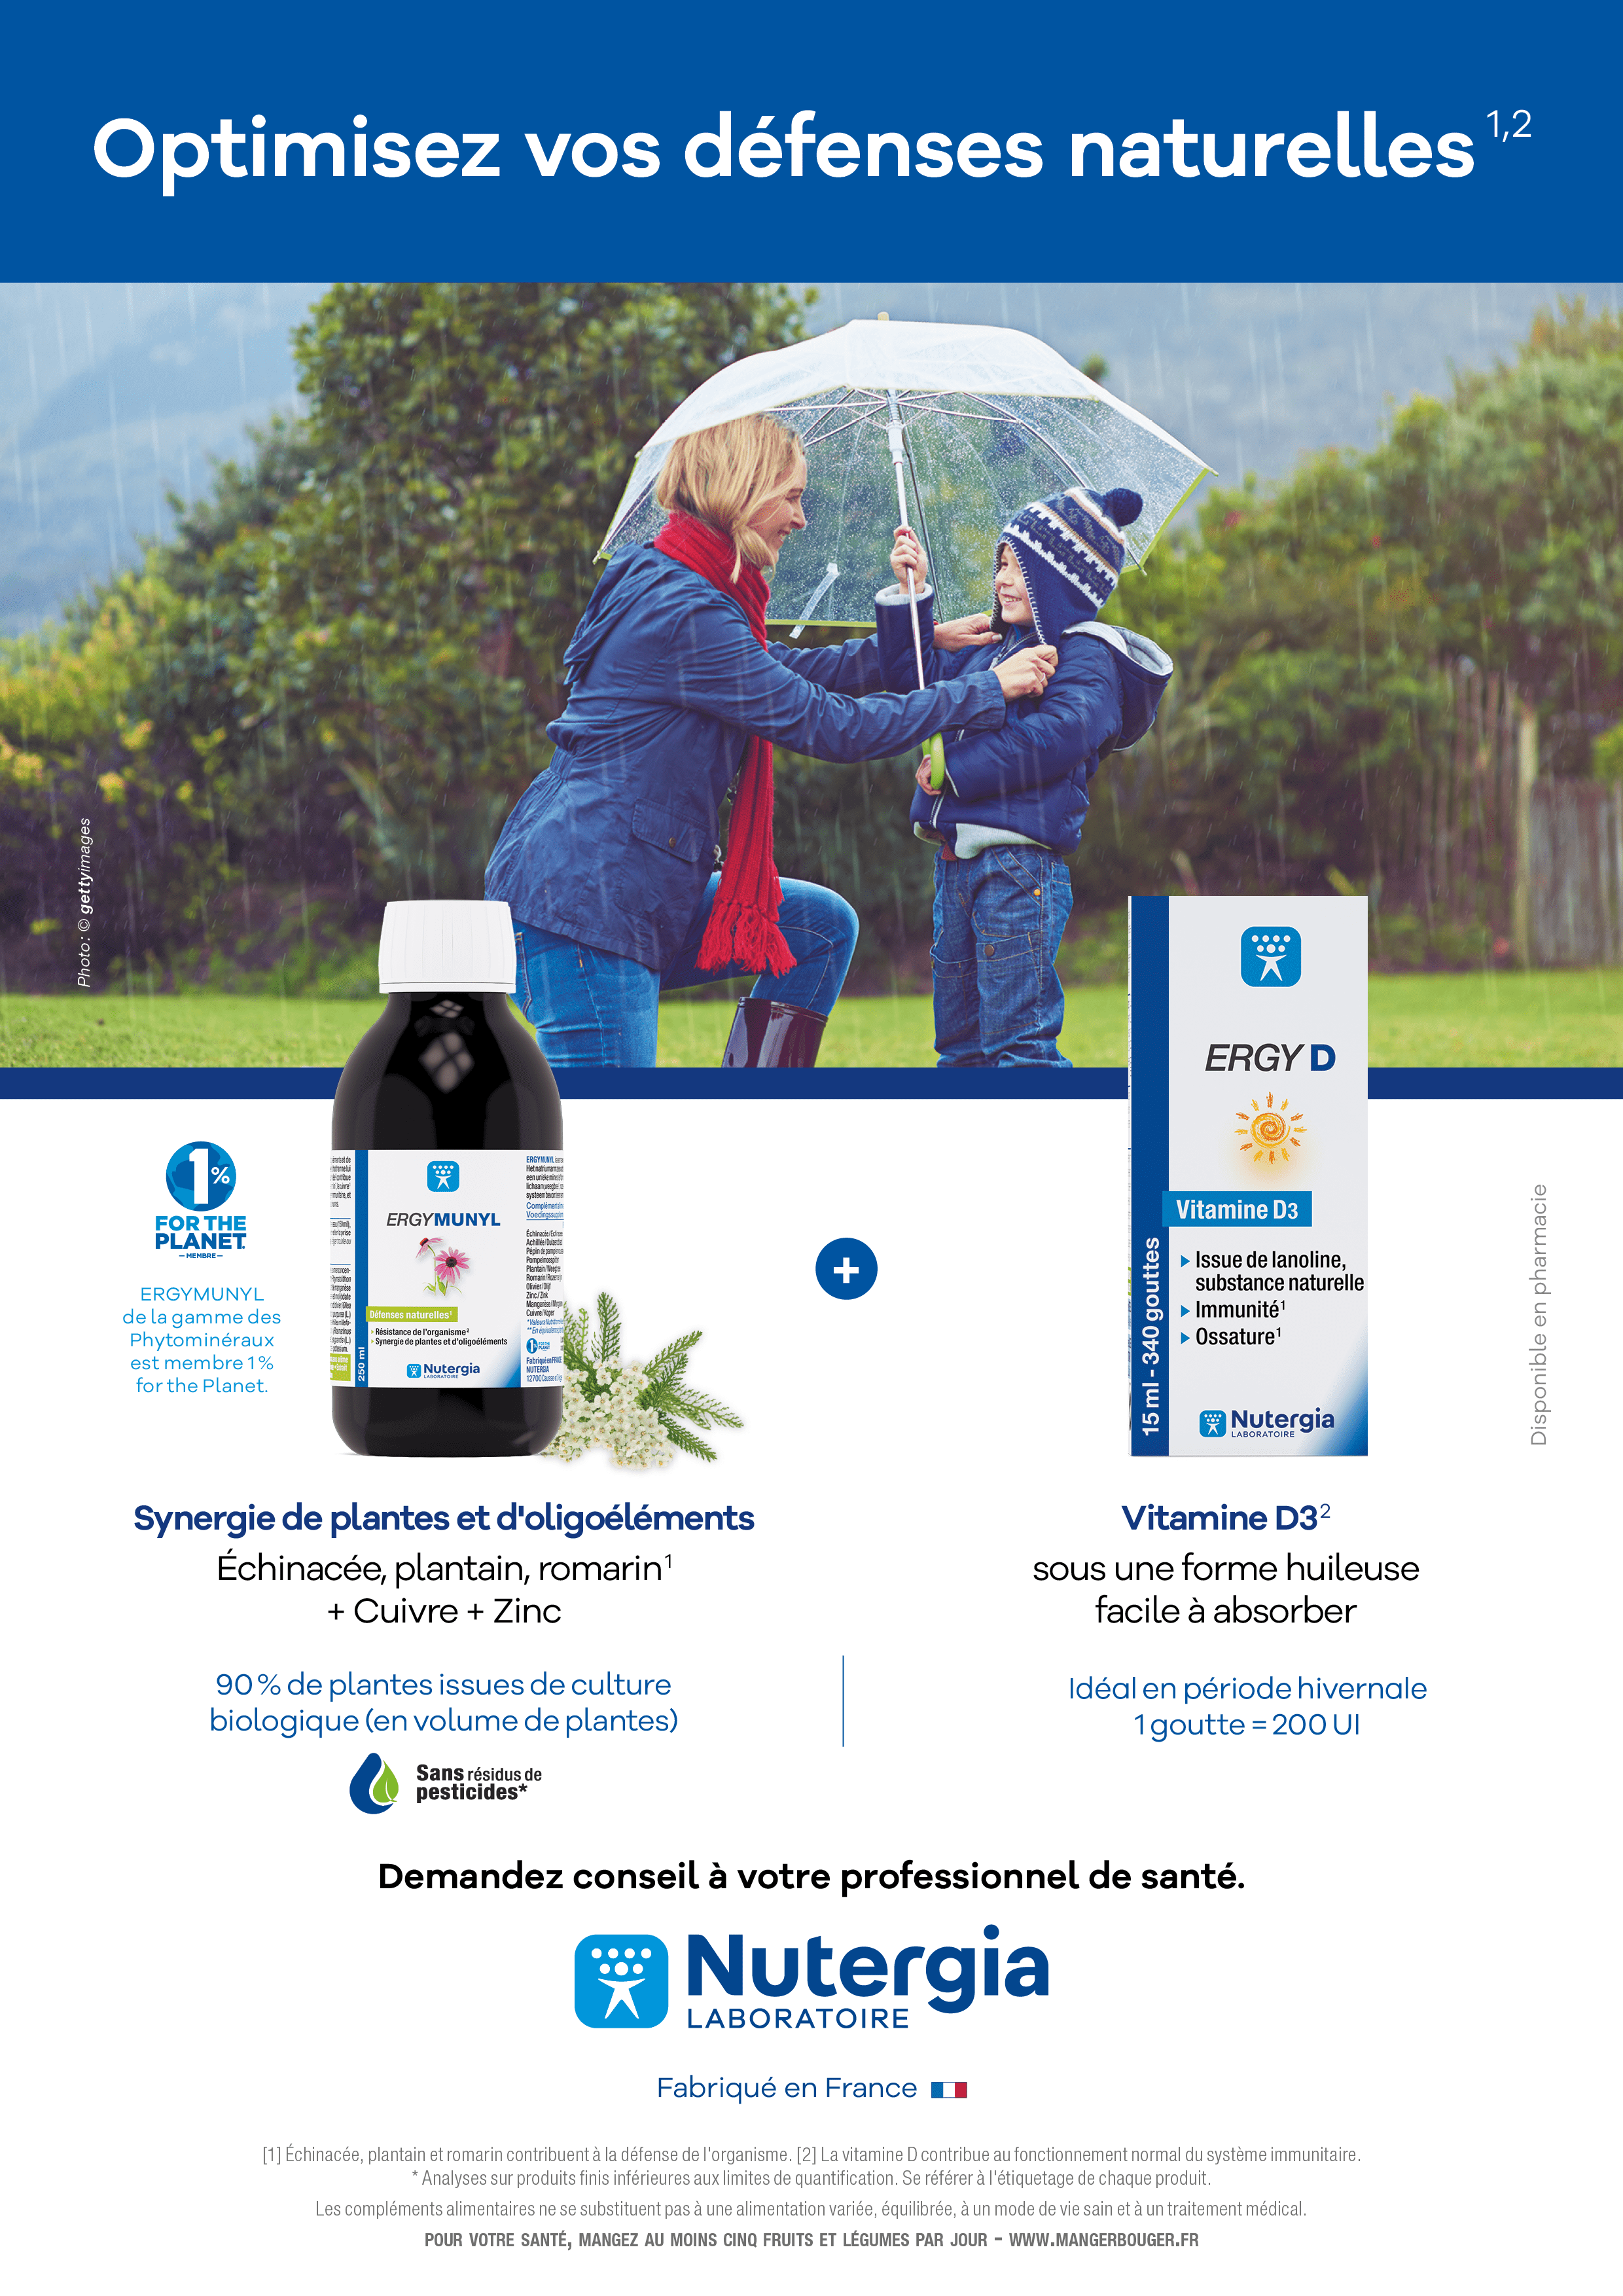 Optimisez vos défenses naturelles 1,2
Photo : © gettyimages
1%
FOR THE
PLANET
– MEMBRE –
ERGYMUNYL
de la gamme des
Phytominéraux
est membre 1 %
for the Planet.
ERGYMUNYL
Défenses naturelles¹
Résistance de l'organisme²
Synergie de plantes et d'oligoéléments
250 ml
Nutergia
LABORATOIRE
+
ERGY D
Vitamine D3
Issue de lanoline,
substance naturelle
Immunité¹
Ossature¹
15 ml - 340 gouttes
Nutergia
LABORATOIRE
Disponible en pharmacie
Synergie de plantes et d'oligoéléments
Échinacée, plantain, romarin¹
+ Cuivre + Zinc
90 % de plantes issues de culture
biologique (en volume de plantes)
Sans résidus de
pesticides*
Vitamine D3²
sous une forme huileuse
facile à absorber
Idéal en période hivernale
1 goutte = 200 UI
Demandez conseil à votre professionnel de santé.
Nutergia
LABORATOIRE
Fabriqué en France
[1] Échinacée, plantain et romarin contribuent à la défense de l'organisme. [2] La vitamine D contribue au fonctionnement normal du système immunitaire.
* Analyses sur produits finis inférieures aux limites de quantification. Se référer à l'étiquetage de chaque produit.
Les compléments alimentaires ne se substituent pas à une alimentation variée, équilibrée, à un mode de vie sain et à un traitement médical.
POUR VOTRE SANTÉ, MANGEZ AU MOINS CINQ FRUITS ET LÉGUMES PAR JOUR - WWW.MANGERBOUGER.FR